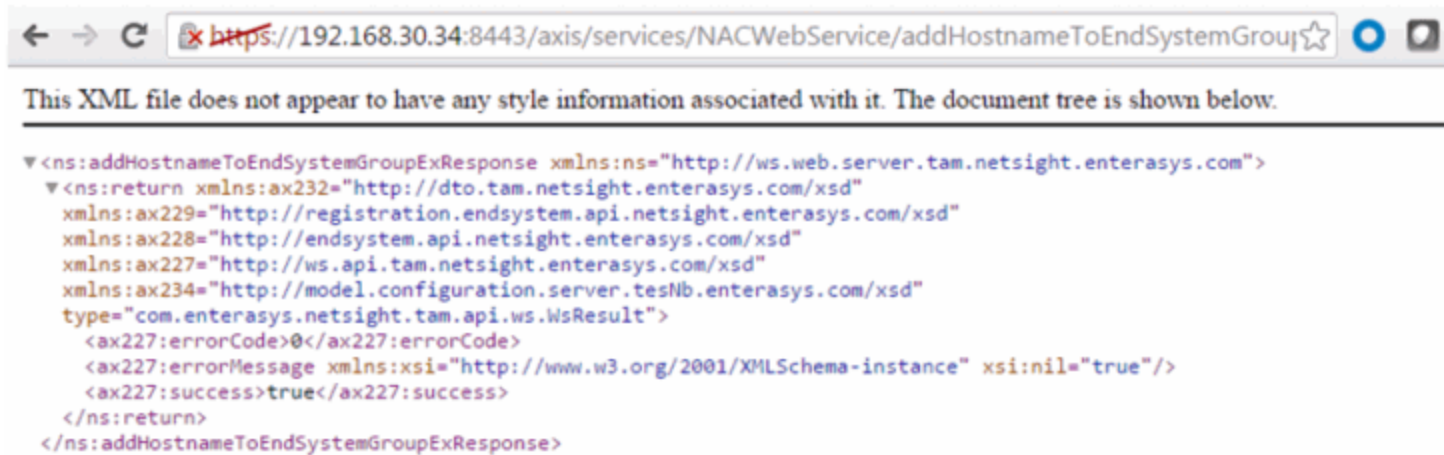 https://192.168.30.34:8443/axis/services/NACWebService/addHostnameToEndSystemGroup
This XML file does not appear to have any style information associated with it. The document tree is shown below.
▼<ns:addHostnameToEndSystemGroupExResponse xmlns:ns="http://ws.web.server.tam.netsight.enterasys.com">
▼<ns:return xmlns:ax232="http://dto.tam.netsight.enterasys.com/xsd"
xmlns:ax229="http://registration.endsystem.api.netsight.enterasys.com/xsd"
xmlns:ax228="http://endsystem.api.netsight.enterasys.com/xsd"
xmlns:ax227="http://ws.api.tam.netsight.enterasys.com/xsd"
xmlns:ax234="http://model.configuration.server.tesNb.enterasys.com/xsd"
type="com.enterasys.netsight.tam.api.ws.WsResult">
<ax227:errorCode>0</ax227:errorCode>
<ax227:errorMessage xmlns:xsi="http://www.w3.org/2001/XMLSchema-instance" xsi:nil="true"/>
<ax227:success>true</ax227:success>
</ns:return>
</ns:addHostnameToEndSystemGroupExResponse>